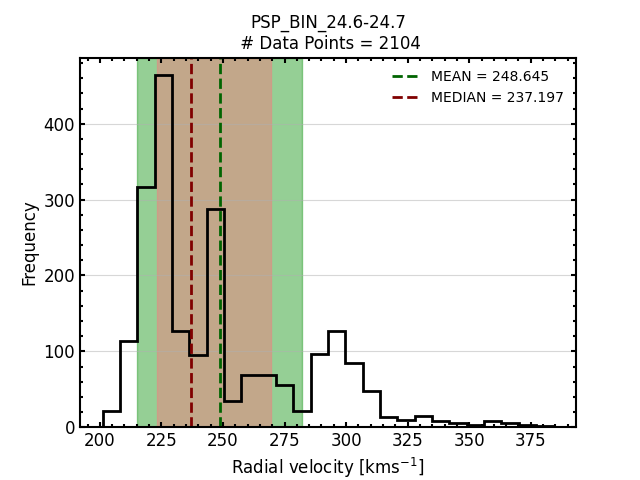 PSP_BIN_24.6-24.7
# Data Points = 2104
MEAN = 248.645
MEDIAN = 237.197
Frequency
400
300
200
100
0
200 225 250 275 300 325 350 375
Radial velocity [kms⁻¹]